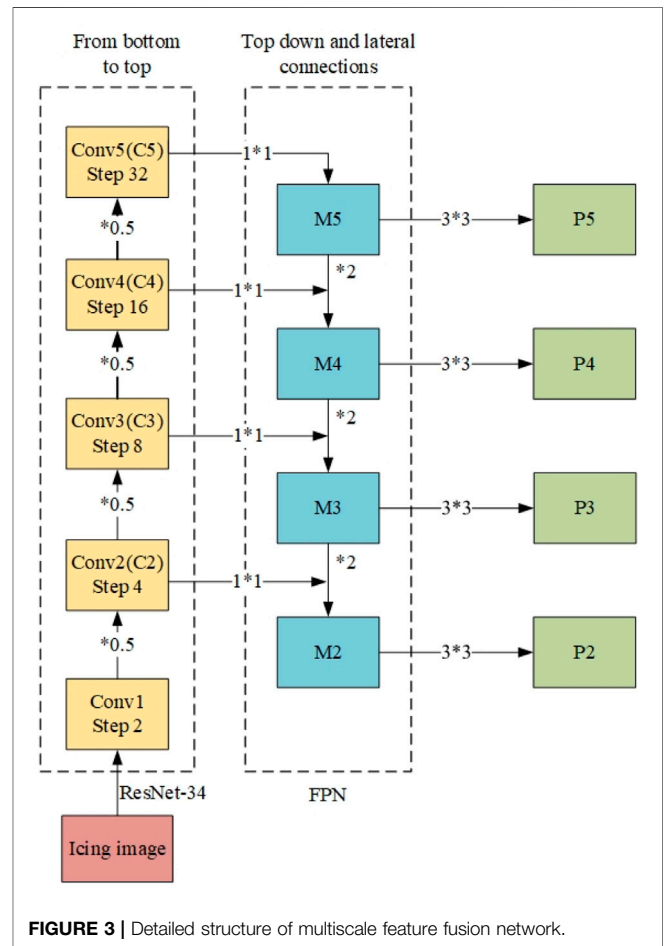 From bottom
to top
Top down and lateral
connections
Conv5(C5)
Step 32
1*1
M5
3*3
P5
*0.5
*2
Conv4(C4)
Step 16
1*1
M4
3*3
P4
*0.5
*2
Conv3(C3)
Step 8
1*1
M3
3*3
P3
*0.5
*2
Conv2(C2)
Step 4
1*1
M2
3*3
P2
*0.5
Conv1
Step 2
ResNet-34
FPN
Icing image
FIGURE 3 | Detailed structure of multiscale feature fusion network.